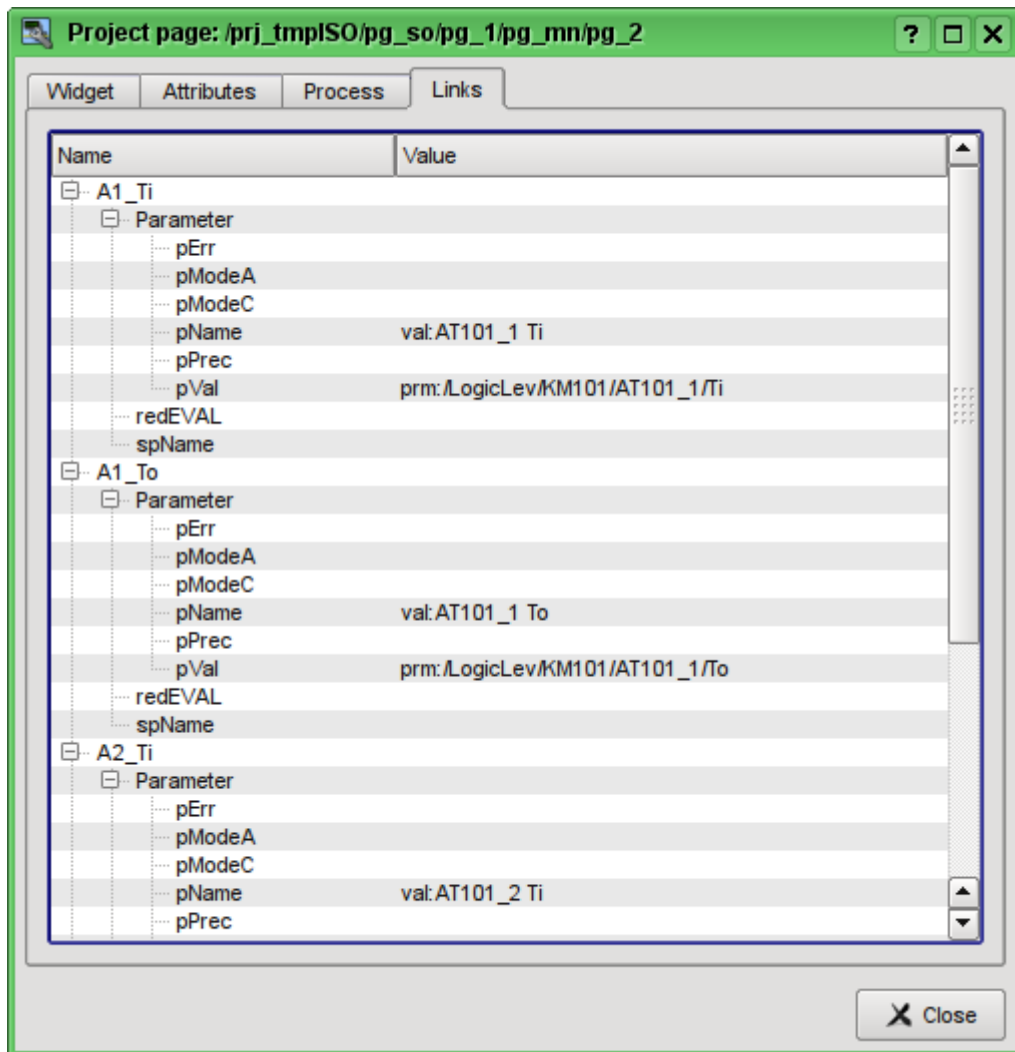 Project page: /prj_tmplSO/pg_so/pg_1/pg_mn/pg_2
Widget Attributes Process Links
Name Value
A1_Ti
Parameter
pErr
pModeA
pModeC
pName val:AT101_1 Ti
pPrec
pVal prm:/LogicLev/KM101/AT101_1/Ti
redEVAL
spName
A1_To
Parameter
pErr
pModeA
pModeC
pName val:AT101_1 To
pPrec
pVal prm:/LogicLev/KM101/AT101_1/To
redEVAL
spName
A2_Ti
Parameter
pErr
pModeA
pModeC
pName val:AT101_2 Ti
pPrec
Close